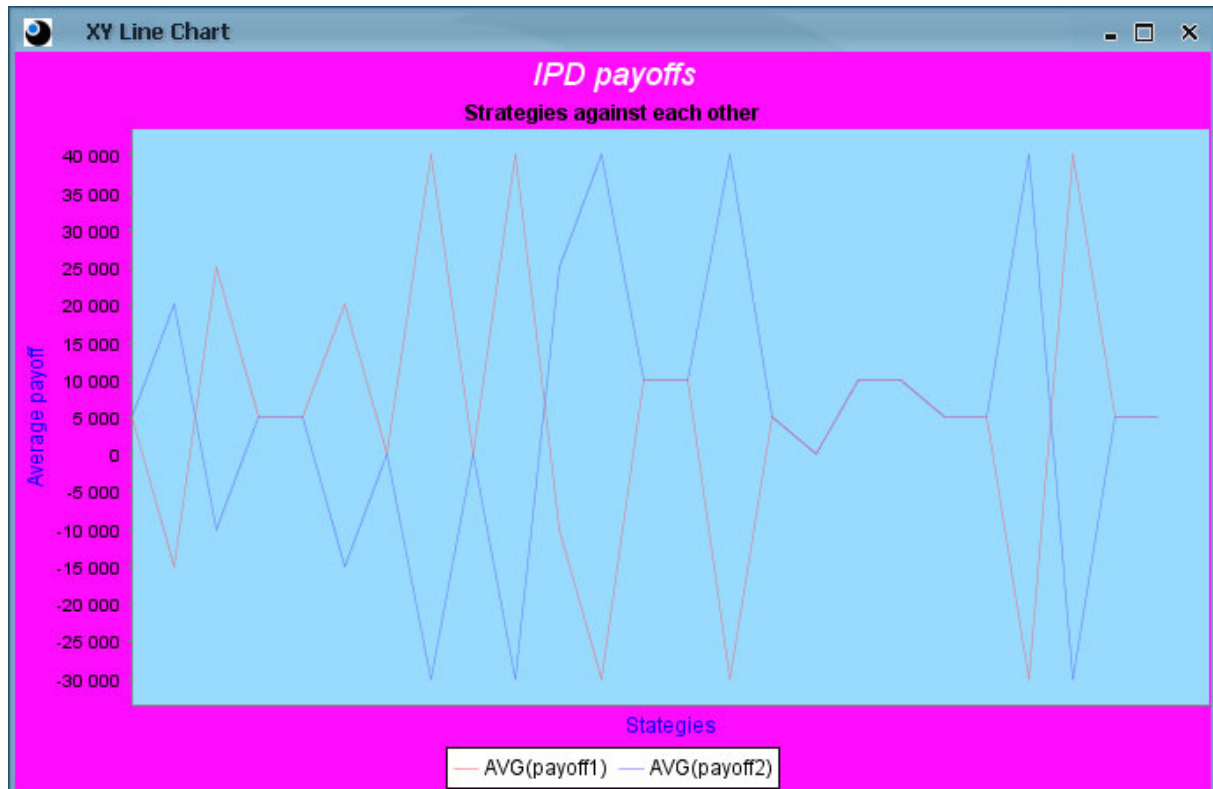 XY Line Chart
IPD payoffs
Strategies against each other
Average payoff
40 000
35 000
30 000
25 000
20 000
15 000
10 000
5 000
0
-5 000
-10 000
-15 000
-20 000
-25 000
-30 000
Stategies
AVG(payoff1) AVG(payoff2)